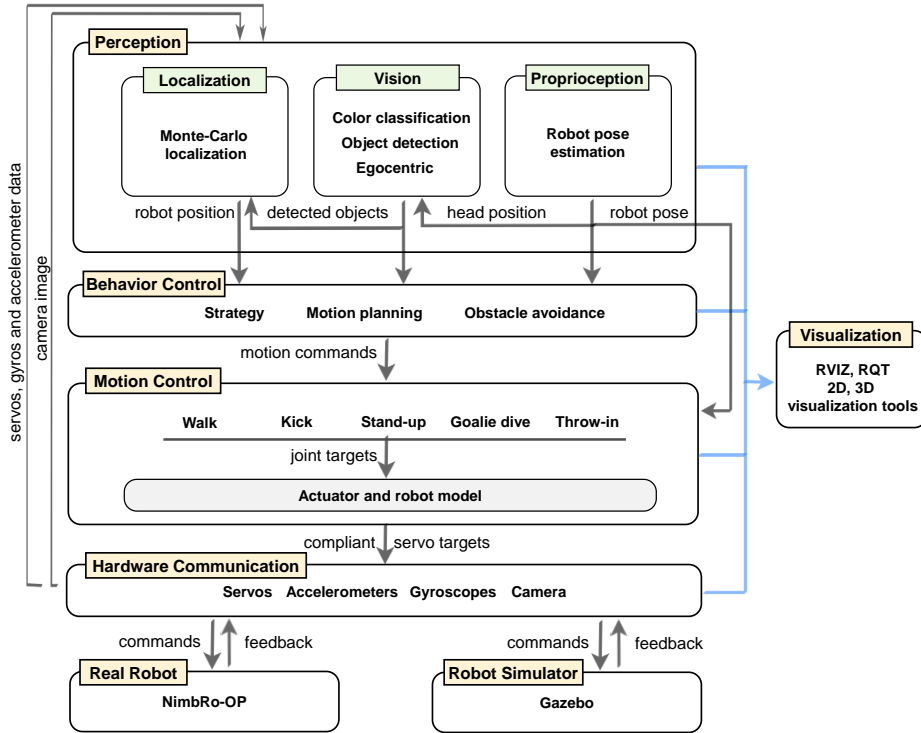 Perception
Localization
Vision
Proprioception
Monte-Carlo
localization
Color classification
Object detection
Egocentric
Robot pose
estimation
robot position
detected objects
head position
robot pose
servos, gyros and accelerometer data
camera image
Behavior Control
Strategy Motion planning Obstacle avoidance
motion commands
Visualization
RVIZ, RQT
2D, 3D
visualization tools
Motion Control
Walk Kick Stand-up Goalie dive Throw-in
joint targets
Actuator and robot model
compliant servo targets
Hardware Communication
Servos Accelerometers Gyroscopes Camera
commands feedback
commands feedback
Real Robot
NimbRo-OP
Robot Simulator
Gazebo